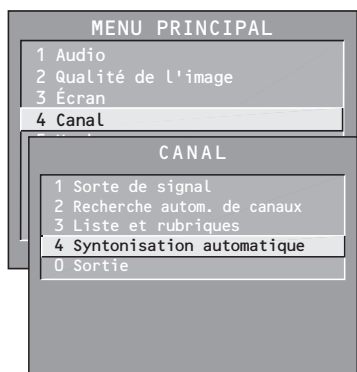 MENU PRINCIPAL
1 Audio
2 Qualité de l'image
3 Écran
4 Canal
CANAL
1 Sorte de signal
2 Recherche autom. de canaux
3 Liste et rubriques
4 Syntonisation automatique
0 Sortie